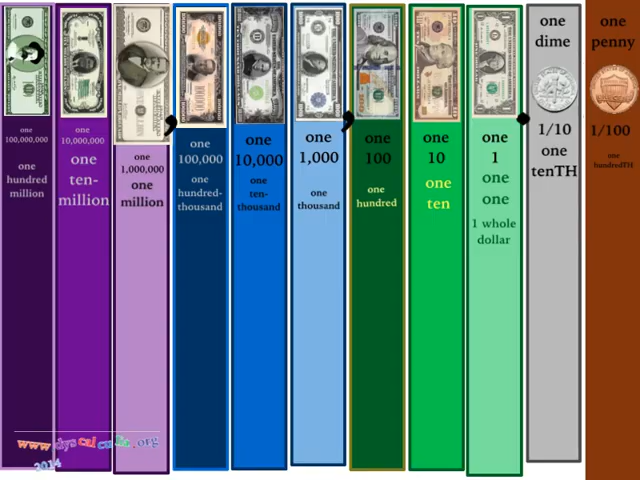 one
100,000,000
one
hundred
million
one
10,000,000
one
ten-
million
one
1,000,000
one
million
,
one
100,000
one
hundred-
thousand
one
10,000
one
ten-
thousand
one
1,000
one
thousand
,
one
100
one
hundred
one
10
one
ten
one
1
one
one
1 whole
dollar
.
one
dime
1/10
one
tenTH
one
penny
1/100
one
hundredTH
www.dyscalculia.org
2014